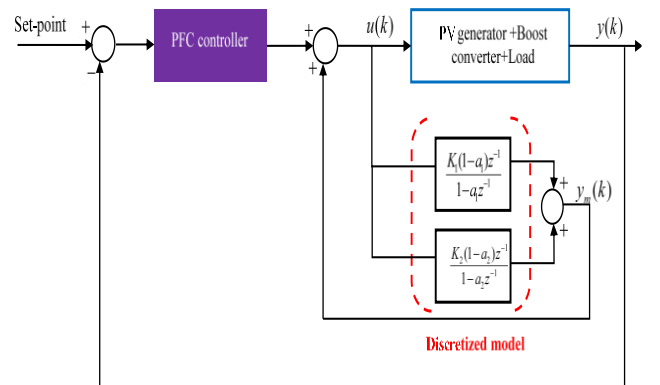 Set-point
+
−
PFC controller
+
+
u(k)
PV generator +Boost
converter+Load
y(k)
K₁(1-a₁)z⁻¹
1-a₁z⁻¹
+
+
yₘ(k)
K₂(1-a₂)z⁻¹
1-a₂z⁻¹
Discretized model